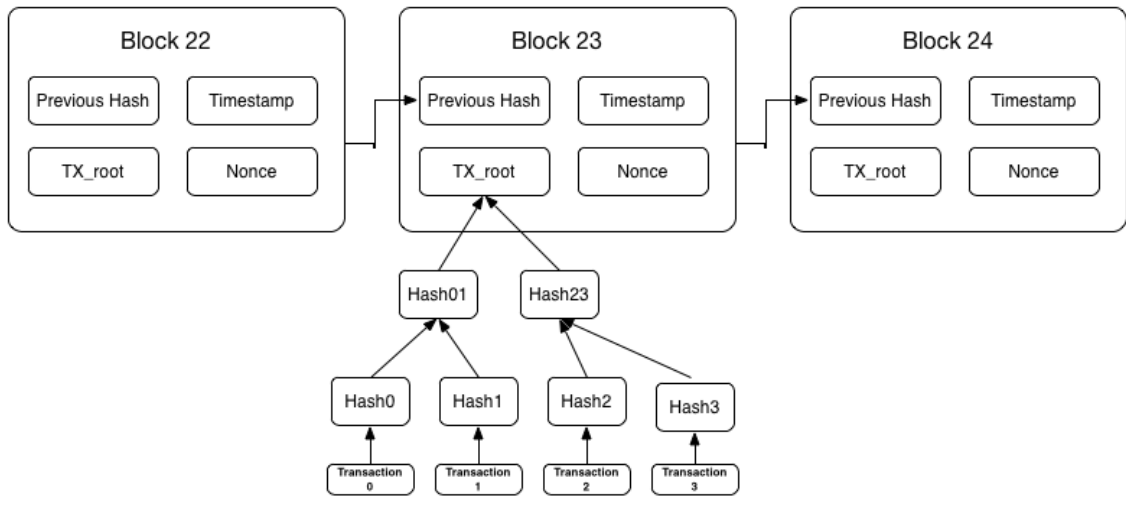 Block 22
Block 23
Block 24
Previous Hash
Timestamp
Previous Hash
Timestamp
Previous Hash
Timestamp
TX_root
Nonce
TX_root
Nonce
TX_root
Nonce
Hash01
Hash23
Hash0
Hash1
Hash2
Hash3
Transaction
0
Transaction
1
Transaction
2
Transaction
3